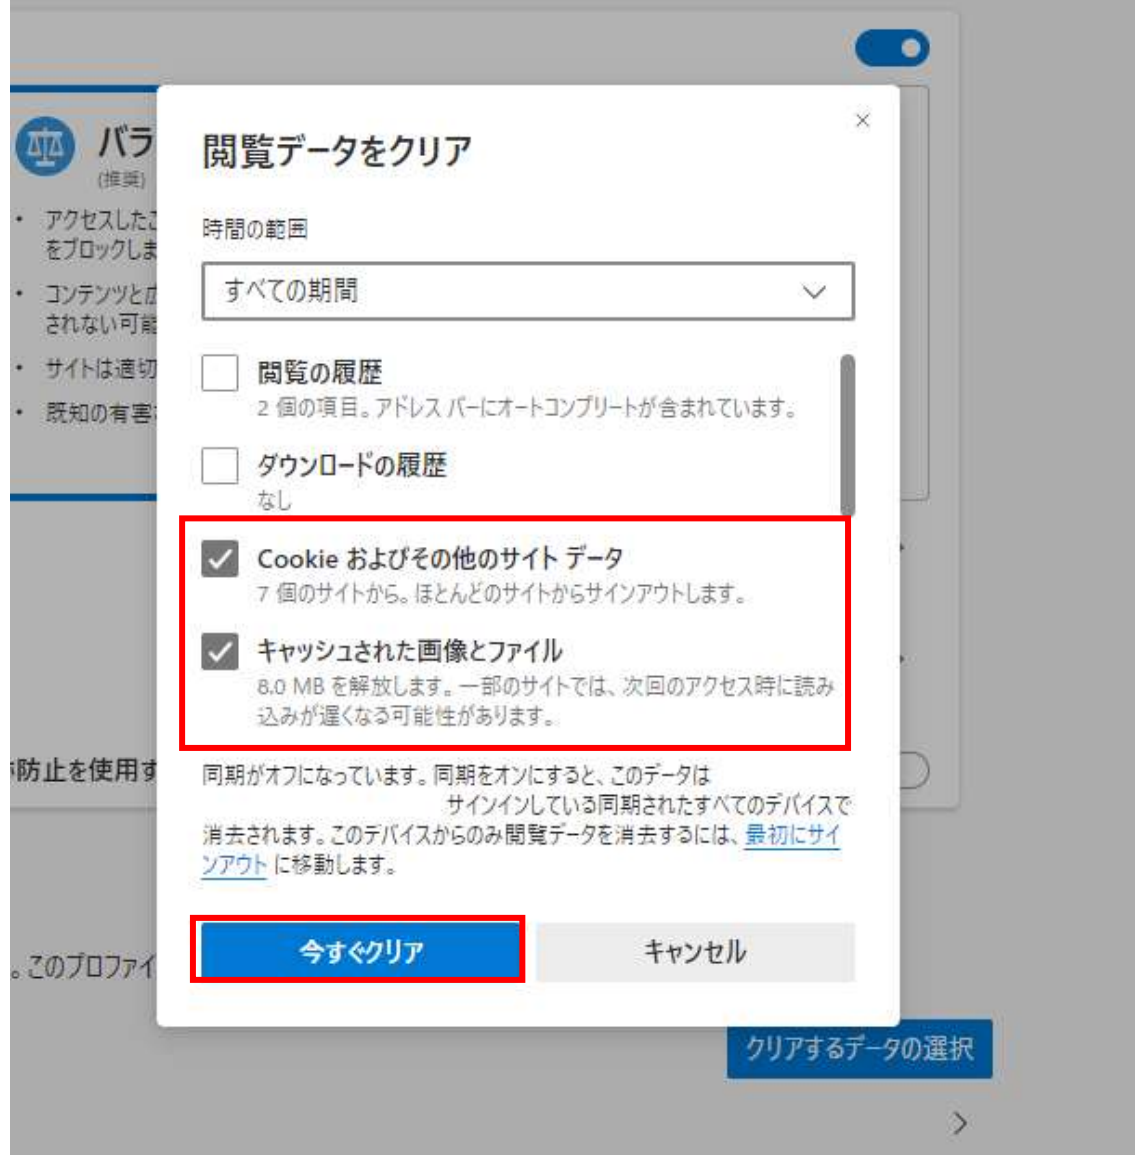 バラ
(推奨)
アクセスしたこ
をブロックしま
コンテンツと広
されない可能
サイトは適切
既知の有害
閲覧データをクリア
時間の範囲
すべての期間
閲覧の履歴
2 個の項目。アドレス バーにオートコンプリートが含まれています。
ダウンロードの履歴
なし
Cookie およびその他のサイト データ
7 個のサイトから。ほとんどのサイトからサインアウトします。
キャッシュされた画像とファイル
8.0 MB を解放します。一部のサイトでは、次回のアクセス時に読み
込みが遅くなる可能性があります。
防止を使用す
同期がオフになっています。同期をオンにすると、このデータは
サインインしている同期されたすべてのデバイスで
消去されます。このデバイスからのみ閲覧データを消去するには、最初にサイ
ンアウト に移動します。
今すぐクリア
キャンセル
。このプロファイ
クリアするデータの選択